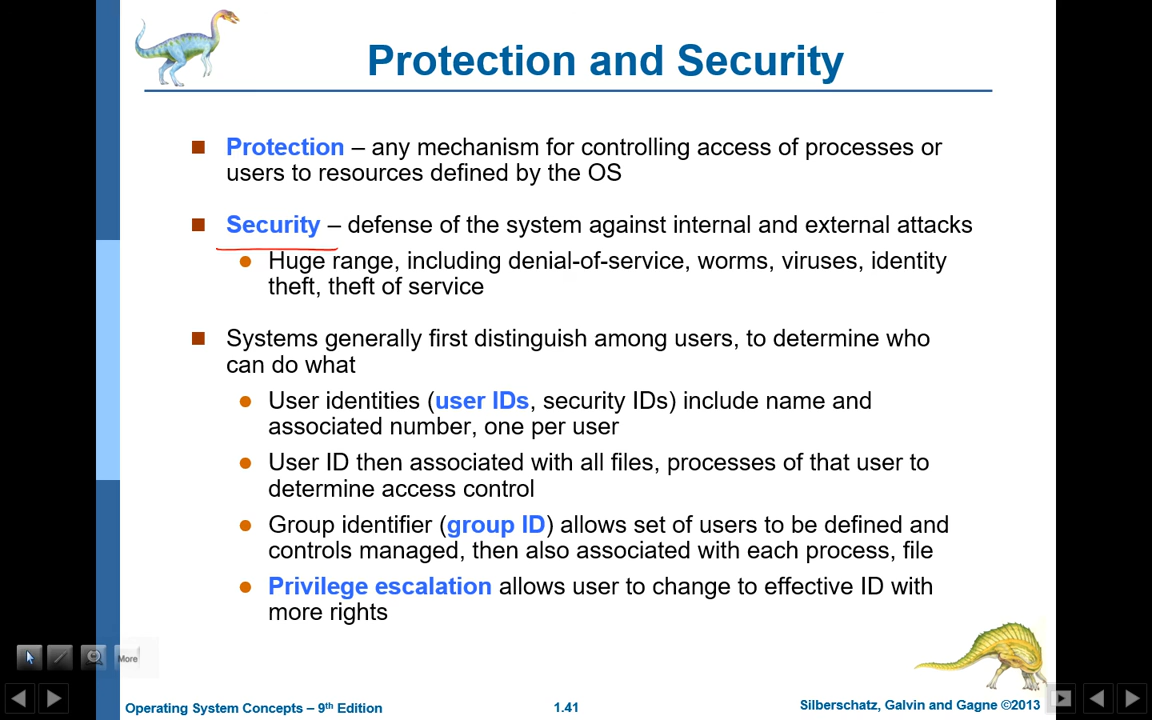 Protection and Security
Protection – any mechanism for controlling access of processes or
users to resources defined by the OS
Security – defense of the system against internal and external attacks
Huge range, including denial-of-service, worms, viruses, identity
theft, theft of service
Systems generally first distinguish among users, to determine who
can do what
User identities (user IDs, security IDs) include name and
associated number, one per user
User ID then associated with all files, processes of that user to
determine access control
Group identifier (group ID) allows set of users to be defined and
controls managed, then also associated with each process, file
Privilege escalation allows user to change to effective ID with
more rights
More
Operating System Concepts – 9th Edition
1.41
Silberschatz, Galvin and Gagne ©2013